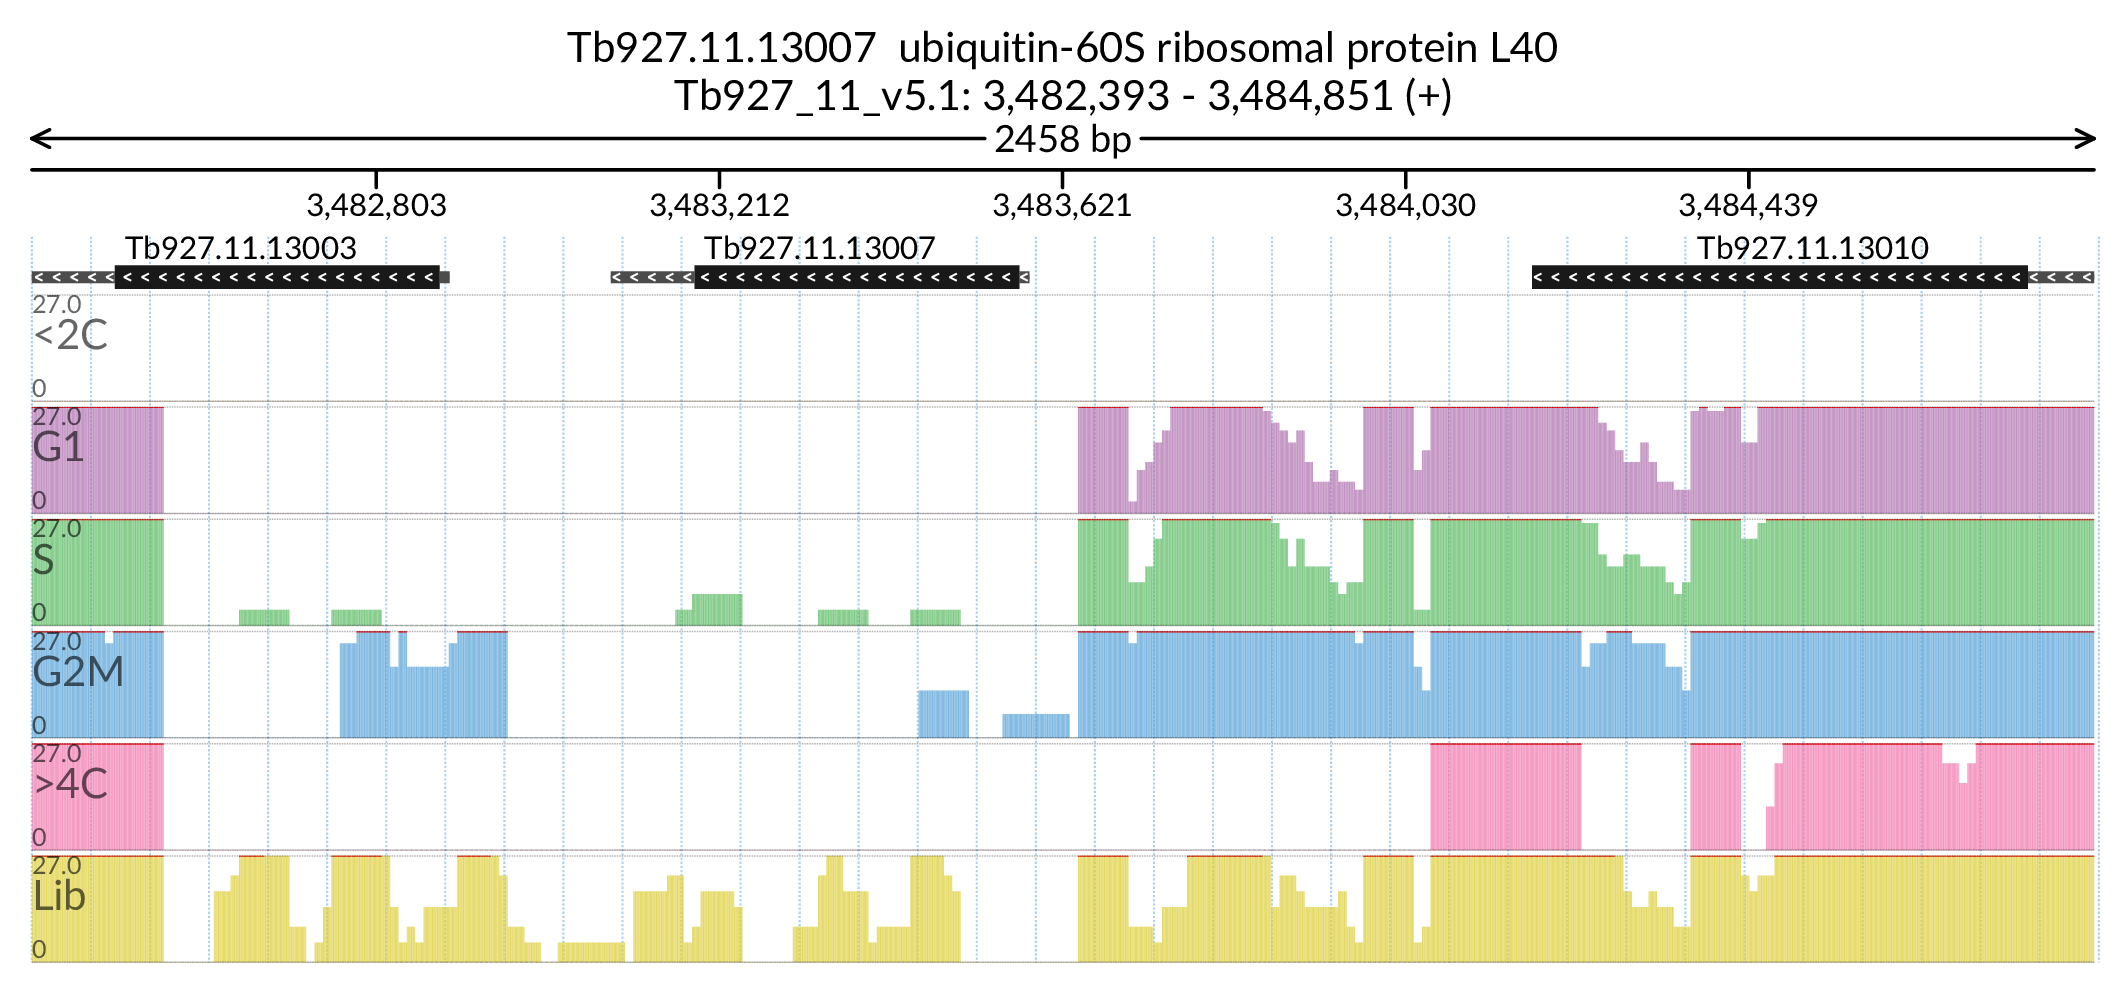 Tb927.11.13007  ubiquitin-60S ribosomal protein L40
Tb927_11_v5.1: 3,482,393 - 3,484,851 (+)
2458 bp
3,482,803 3,483,212 3,483,621 3,484,030 3,484,439
Tb927.11.13003 Tb927.11.13007 Tb927.11.13010
27.0
<2C
0
27.0
G1
0
27.0
S
0
27.0
G2M
0
27.0
>4C
0
27.0
Lib
0